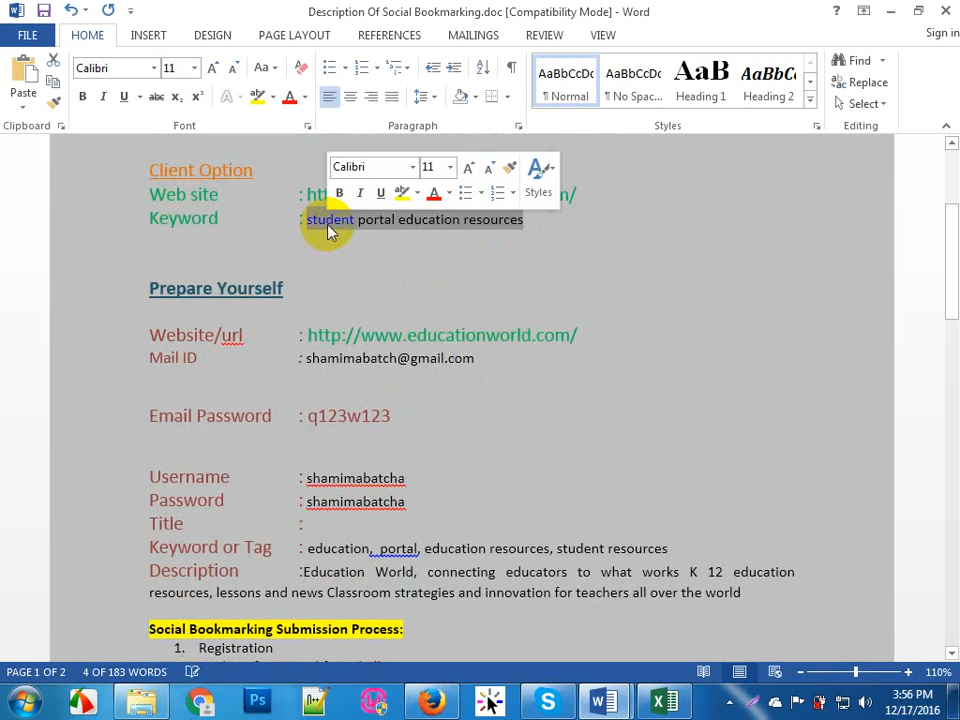 Description Of Social Bookmarking.doc [Compatibility Mode] - Word
FILE HOME INSERT DESIGN PAGE LAYOUT REFERENCES MAILINGS REVIEW VIEW Sign in
Paste
Calibri 11
AaBbCcDc AaBbCcDc AaB AaBbCc
¶ Normal ¶ No Spac... Heading 1 Heading 2
Find
Replace
Select
Clipboard Font Paragraph Styles Editing
Calibri 11
Styles
Client Option
Web site : ht m/
Keyword : student portal education resources
Prepare Yourself
Website/url : http://www.educationworld.com/
Mail ID : shamimabatch@gmail.com
Email Password : q123w123
Username : shamimabatcha
Password : shamimabatcha
Title :
Keyword or Tag : education, portal, education resources, student resources
Description :Education World, connecting educators to what works K 12 education
resources, lessons and news Classroom strategies and innovation for teachers all over the world
Social Bookmarking Submission Process:
1. Registration
PAGE 1 OF 2 4 OF 183 WORDS 110%
3:56 PM
12/17/2016